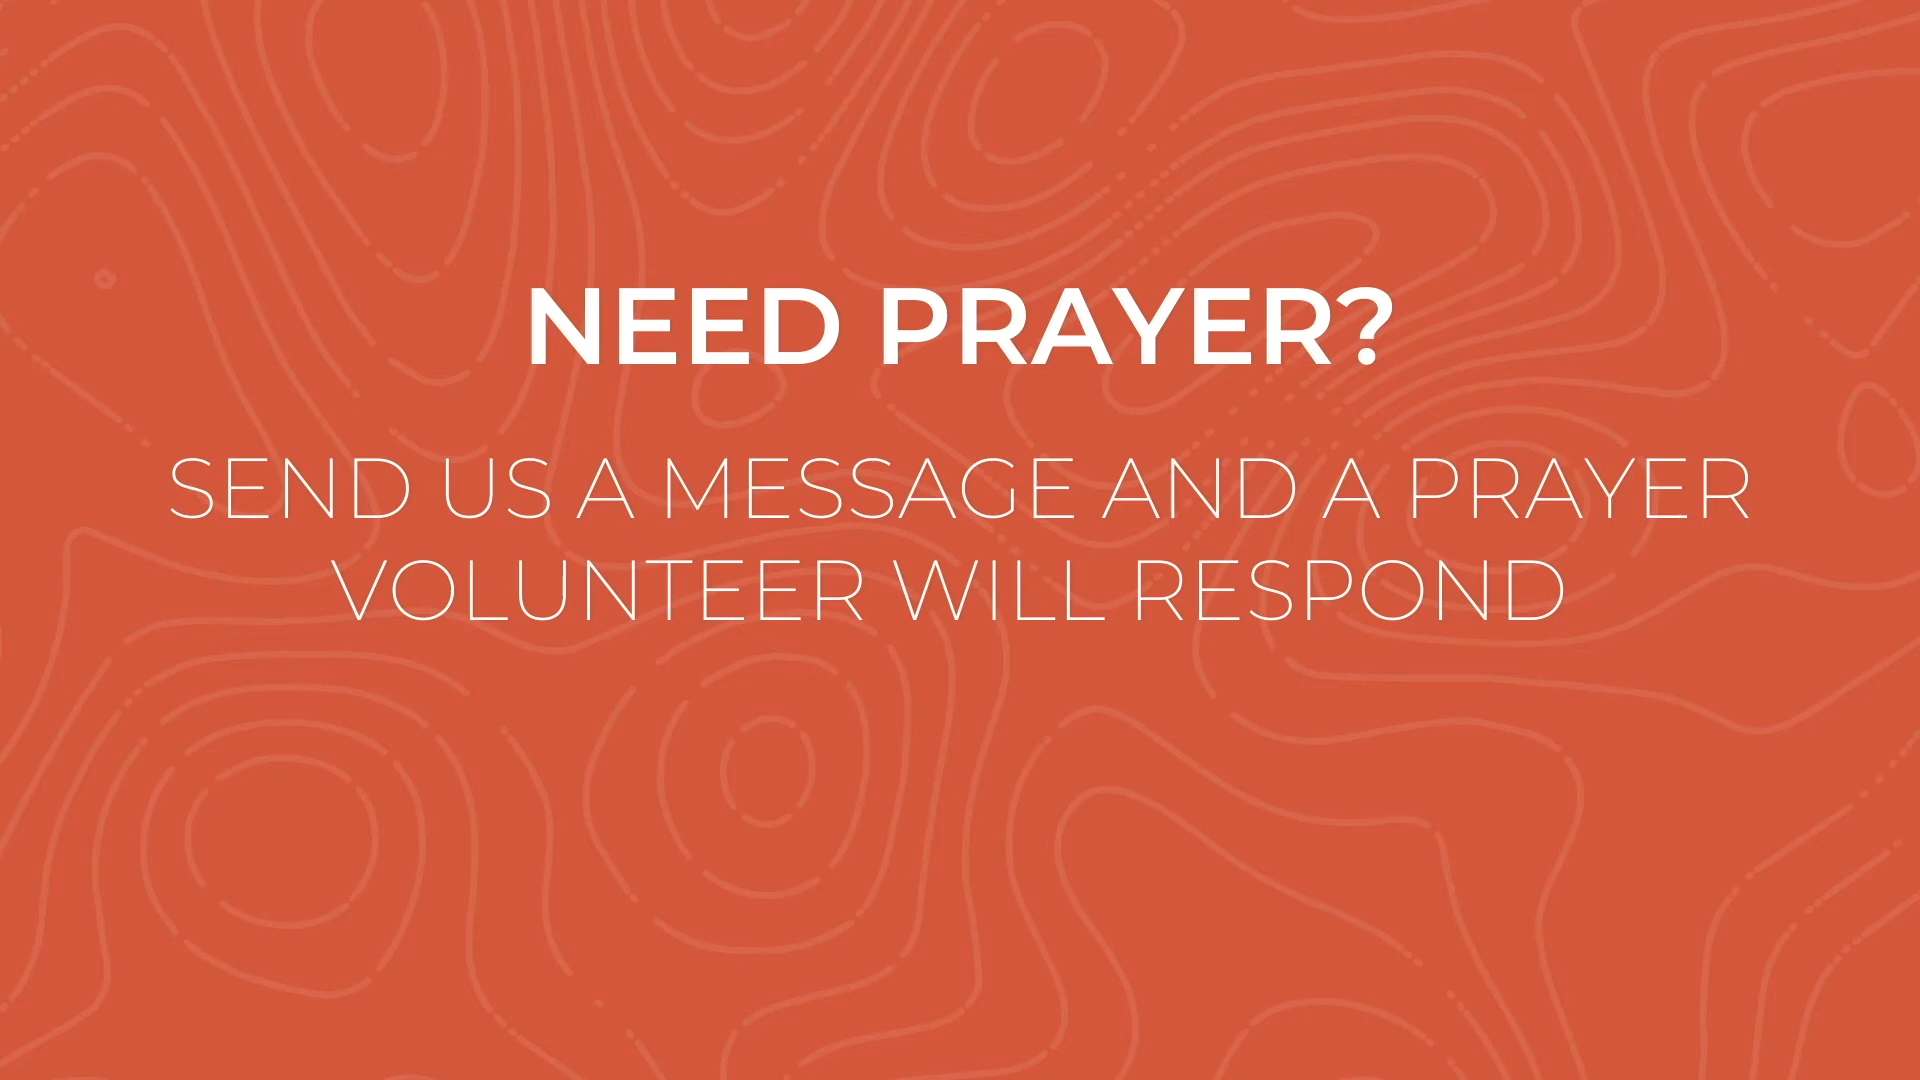 NEED PRAYER?
SEND US A MESSAGE AND A PRAYER
VOLUNTEER WILL RESPOND